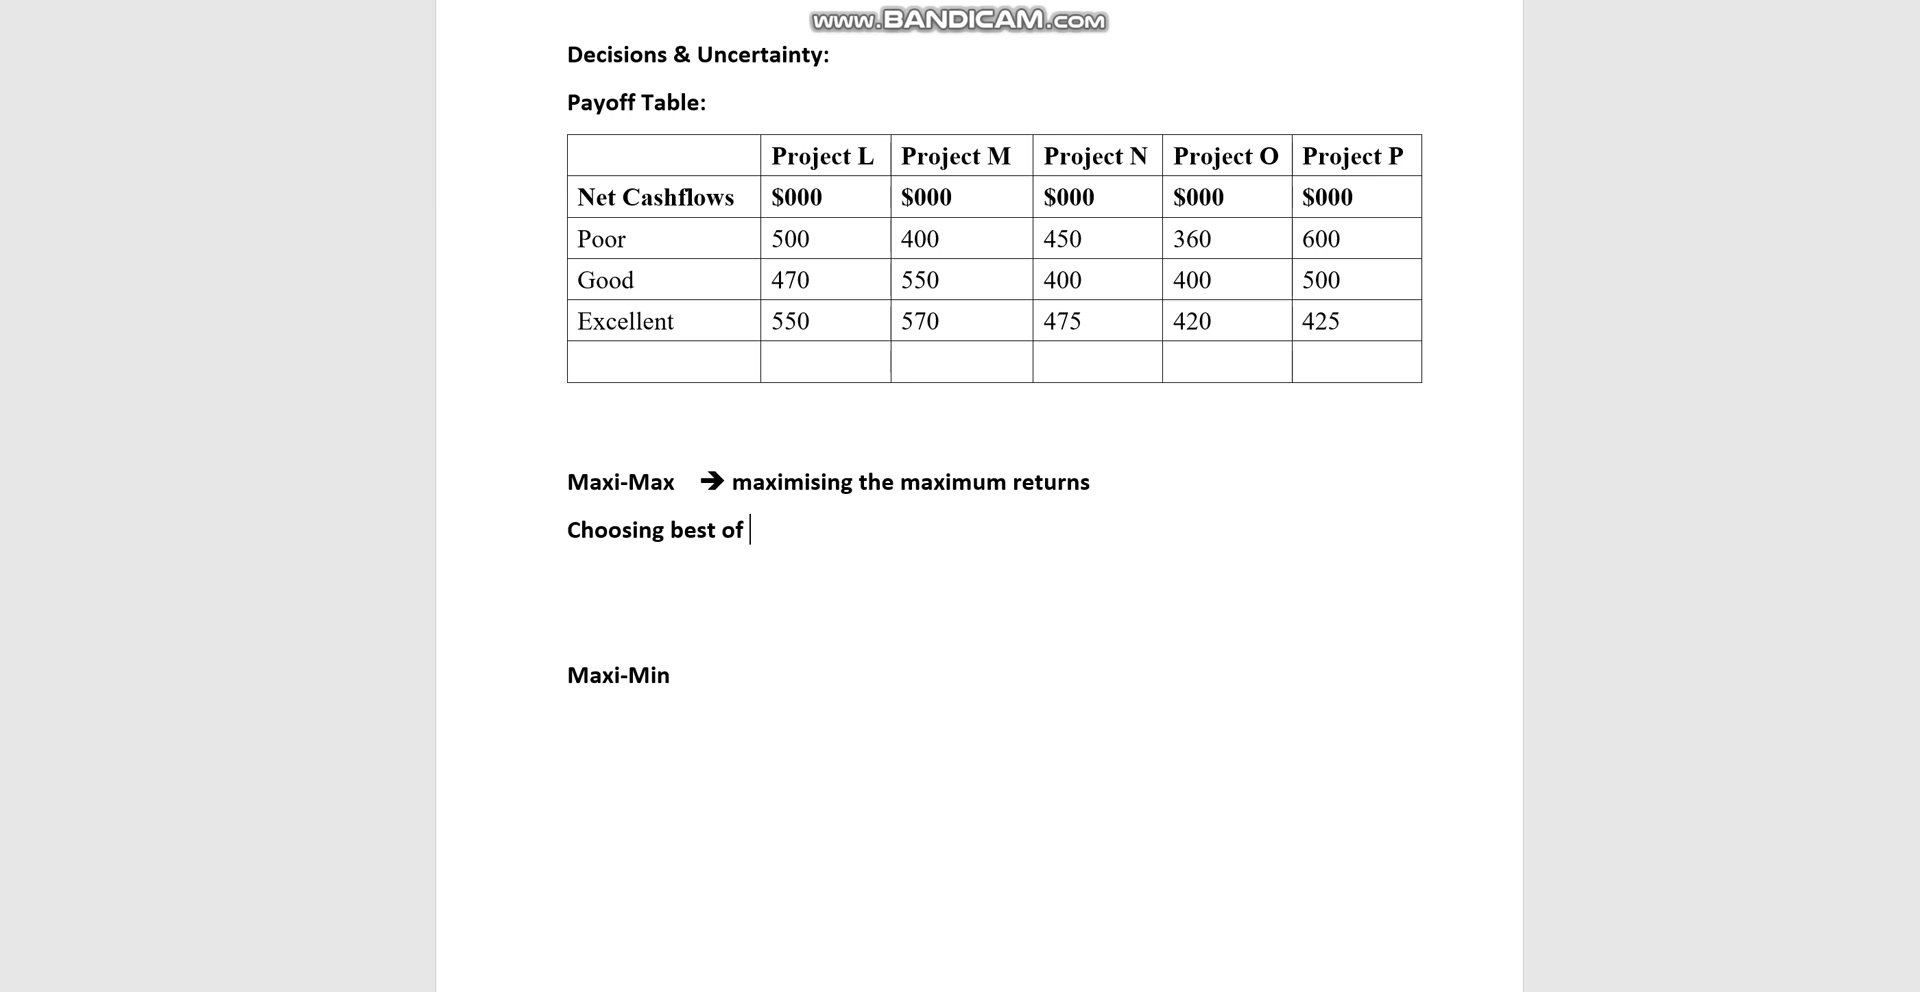 www.BANDICAM.COM
Decisions & Uncertainty:
Payoff Table:
Project L Project M Project N Project O Project P
Net Cashflows $000 $000 $000 $000 $000
Poor 500 400 450 360 600
Good 470 550 400 400 500
Excellent 550 570 475 420 425
Maxi-Max ➔ maximising the maximum returns
Choosing best of
Maxi-Min